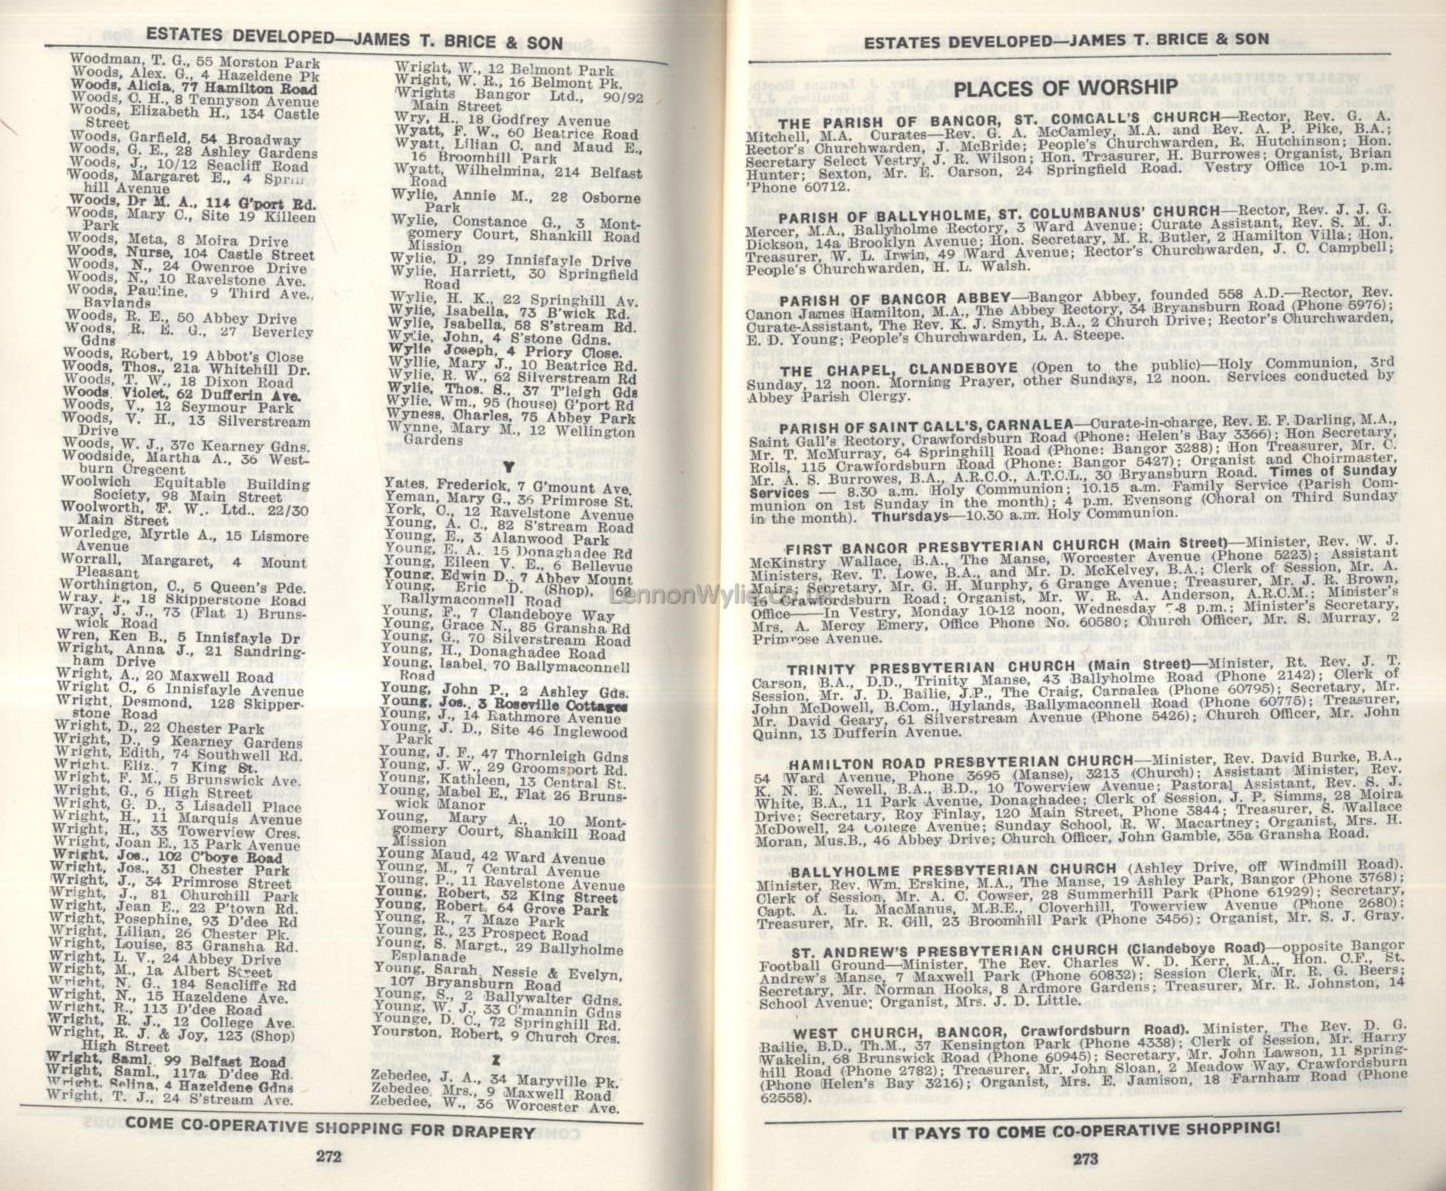 ESTATES DEVELOPED—JAMES T. BRICE & SON
Woodman, T. G., 55 Morston Park
Woods, Alex. G., 4 Hazeldene Pk
Woods, Alicia, 77 Hamilton Road
Woods, C. H., 8 Tennyson Avenue
Woods, Elizabeth H., 134 Castle
Street
Woods, Garfield, 54 Broadway
Woods, G. E., 28 Ashley Gardens
Woods, J., 10/12 Seacliff Road
Woods, Margaret E., 4
hill Avenue
Woods, Dr M. A., 114 G'port Rd.
Woods, Mary C., Site 19 Killeen
Park
Woods, Meta, 8 Moira Drive
Woods, Nurse, 104 Castle Street
Woods, N., 24 Owenroe Drive
Woods, N., 10 Ravelstone Ave.
Woods, Pauline, 9 Third Ave.,
Baylands
Woods, R. E., 50 Abbey Drive
Woods, R. E. G., 27 Beverley
Gdns
Woods, Robert, 19 Abbot's Close
Woods, Thos., 21a Whitehill Dr.
Woods, T. W., 18 Dixon Road
Woods, Violet, 62 Dufferin Ave.
Woods, V., 12 Seymour Park
Woods, V. H., 13 Silverstream
Drive
Woods, W. J., 37c Kearney Gdns.
Woodside, Martha A., 36 West-
burn Crescent
Woolwich Equitable Building
Society, 98 Main Street
Woolworth, F. W., Ltd., 22/30
Main Street
Worledge, Myrtle A., 15 Lismore
Avenue
Worrall, Margaret, 4 Mount
Pleasant
Worthington, C., 5 Queen's Pde.
Wray, F., 18 Skipperstone Road
Wray, J. J., 73 (Flat 1) Bruns-
wick Road
Wren, Ken B., 5 Innisfayle Dr
Wright, Anna J., 21 Sandring-
ham Drive
Wright, A., 20 Maxwell Road
Wright C., 6 Innisfayle Avenue
Wright, Desmond, 128 Skipper-
stone Road
Wright, D., 22 Chester Park
Wright, D., 9 Kearney Gardens
Wright, Edith, 74 Southwell Rd.
Wright, Eliz., 7 King St.
Wright, F. M., 5 Brunswick Ave.
Wright, G., 6 High Street
Wright, G. D., 3 Lisadell Place
Wright, H., 11 Marquis Avenue
Wright, H., 33 Towerview Cres.
Wright, Joan E., 13 Park Avenue
Wright, Jos., 102 C'boye Road
Wright, Jos., 31 Chester Park
Wright, J., 34 Primrose Street
Wright, J., 81 Churchill Park
Wright, Jean E., 22 P'town Rd.
Wright, Posephine, 93 D'dee Rd
Wright, Lilian, 26 Chester Pk.
Wright, Louise, 83 Gransha Rd.
Wright, L. V., 24 Abbey Drive
Wright, M., 1a Albert Street
Wright, N. G., 184 Seacliffe Rd
Wright, N., 15 Hazeldene Ave.
Wright, R., 113 D'dee Road
Wright, R. J., 12 College Ave.
Wright, R. J. & Joy, 123 (Shop)
High Street
Wright, Saml. 99 Belfast Road
Wright, Saml., 117a D'dee Rd.
Wright, Selina, 4 Hazeldene Gdns
Wright, T. J., 24 S'stream Ave.
Wright, W., 12 Belmont Park
Wright, W. R., 16 Belmont Pk.
Wrights Bangor Ltd., 90/92
Main Street
Wry, H., 18 Godfrey Avenue
Wyatt, F. W., 60 Beatrice Road
Wyatt, Lilian C. and Maud E.,
16 Broomhill Park
Wyatt, Wilhelmina, 214 Belfast
Road
Wylie, Annie M., 28 Osborne
Park
Wylie, Constance G., 3 Mont-
gomery Court, Shankill Road
Mission
Wylie, D., 29 Innisfayle Drive
Wylie, Harriett, 30 Springfield
Road
Wylie, H. K., 22 Springhill Av.
Wylie, Isabella, 73 B'wick Rd.
Wylie, Isabella, 58 S'stream Rd.
Wylie, John, 4 S'stone Gdns.
Wylie Joseph, 4 Priory Close.
Wyllie, Mary J., 10 Beatrice Rd.
Wylie, R. W., 62 Silverstream Rd
Wylie, Thos. S., 37 T'leigh Gds
Wylie, Wm., 95 (house) G'port Rd
Wyness, Charles, 75 Abbey Park
Wynne, Mary M., 12 Wellington
Gardens
Y
Yates, Frederick, 7 G'mount Ave.
Yeman, Mary G., 36 Primrose St.
York, C., 12 Ravelstone Avenue
Young, A. C., 82 S'stream Road
Young, E., 3 Alanwood Park
Young, E. A. 15 Donaghadee Rd
Young, Eileen V. E., 6 Bellevue
Young, Edwin D., 7 Abbey Mount
Young, Eric D. (Shop), 62
Ballymaconnell Road
Young, F., 7 Clandeboye Way
Young, Grace N., 85 Gransha Rd
Young, G., 70 Silverstream Road
Young, H., Donaghadee Road
Young, Isabel, 70 Ballymaconnell
Road
Young, John P., 2 Ashley Gds.
Young, Jos., 3 Roseville Cottages
Young, J., 14 Rathmore Avenue
Young, J. D., Site 46 Inglewood
Park
Young, J. F., 47 Thornleigh Gdns
Young, J. W., 29 Groomsport Rd.
Young, Kathleen, 13 Central St.
Young, Mabel E., Flat 26 Bruns-
wick Manor
Young, Mary A., 10 Mont-
gomery Court, Shankill Road
Mission
Young Maud, 42 Ward Avenue
Young, M., 7 Central Avenue
Young, P., 11 Ravelstone Avenue
Young, Robert, 32 King Street
Young, Robert, 64 Grove Park
Young, R., 7 Maze Park
Young, R., 23 Prospect Road
Young, S. Margt., 29 Ballyholme
Esplanade
Young, Sarah, Nessie & Evelyn,
107 Bryansburn Road
Young, S., 2 Ballywalter Gdns.
Young, W. J., 33 C'mannin Gdns
Younge, D. C., 72 Springhill Rd.
Yourston, Robert, 9 Church Cres.
Z
Zebedee, J. A., 34 Maryville Pk.
Zebedee, Mrs., 9 Maxwell Road
Zebedee, W., 36 Worcester Ave.
COME CO-OPERATIVE SHOPPING FOR DRAPERY
272
ESTATES DEVELOPED—JAMES T. BRICE & SON
PLACES OF WORSHIP
THE PARISH OF BANGOR, ST. COMGALL'S CHURCH—Rector, Rev. G. A.
Mitchell, M.A. Curates—Rev. G. A. McCamley, M.A. and Rev. A. P. Pike, B.A.;
Rector's Churchwarden, J. McBride; People's Churchwarden, R. Hutchinson; Hon.
Secretary Select Vestry, J. R. Wilson; Hon. Treasurer, H. Burrowes; Organist, Brian
Hunter; Sexton, Mr. E. Carson, 24 Springfield Road. Vestry Office 10-1 p.m.
'Phone 60712.
PARISH OF BALLYHOLME, ST. COLUMBANUS' CHURCH—Rector, Rev. J. J. G.
Mercer, M.A., Ballyholme Rectory, 3 Ward Avenue; Curate Assistant, Rev. S. M. J.
Dickson, 14a Brooklyn Avenue; Hon. Secretary, M. R. Butler, 2 Hamilton Villa; Hon.
Treasurer, W. L. Irwin, 49 Ward Avenue; Rector's Churchwarden, J. C. Campbell;
People's Churchwarden, H. L. Walsh.
PARISH OF BANGOR ABBEY—Bangor Abbey, founded 558 A.D.—Rector, Rev.
Canon James Hamilton, M.A., The Abbey Rectory, 34 Bryansburn Road (Phone 5976);
Curate-Assistant, The Rev. K. J. Smyth, B.A., 2 Church Drive; Rector's Churchwarden,
E. D. Young; People's Churchwarden, L. A. Steepe.
THE CHAPEL, CLANDEBOYE (Open to the public)—Holy Communion, 3rd
Sunday, 12 noon. Morning Prayer, other Sundays, 12 noon. Services conducted by
Abbey Parish Clergy.
PARISH OF SAINT GALL'S, CARNALEA—Curate-in-charge, Rev. E. F. Darling, M.A.,
Saint Gall's Rectory, Crawfordsburn Road (Phone: Helen's Bay 3366); Hon Secretary,
Mr. T. McMurray, 64 Springhill Road (Phone: Bangor 3288); Hon Treasurer, Mr. C.
Rolls, 115 Crawfordsburn Road (Phone: Bangor 5427); Organist and Choirmaster,
Mr. A. S. Burrowes, B.A., A.R.C.O., A.T.C.L., 30 Bryansburn Road. Times of Sunday
Services — 8.30 a.m. Holy Communion; 10.15 a.m. Family Service (Parish Com-
munion on 1st Sunday in the month); 4 p.m. Evensong (Choral on Third Sunday
in the month). Thursdays—10.30 a.m. Holy Communion.
FIRST BANGOR PRESBYTERIAN CHURCH (Main Street)—Minister, Rev. W. J.
McKinstry Wallace, B.A., The Manse, Worcester Avenue (Phone 5223); Assistant
Ministers, Rev. T. Lowe, B.A., and Mr. D. McKelvey, B.A.; Clerk of Session, Mr. A.
Mairs; Secretary, Mr. G. H. Murphy, 6 Grange Avenue; Treasurer, Mr. J. R. Brown,
16 Crawfordsburn Road; Organist, Mr. W. R. A. Anderson, A.R.C.M.; Minister's
Office——In Vestry, Monday 10-12 noon, Wednesday 7-8 p.m.; Minister's Secretary,
Mrs. A. Mercy Emery, Office Phone No. 60580; Church Officer, Mr. S. Murray, 2
Primrose Avenue.
TRINITY PRESBYTERIAN CHURCH (Main Street)—Minister, Rt. Rev. J. T.
Carson, B.A., D.D., Trinity Manse, 43 Ballyholme Road (Phone 2142); Clerk of
Session, Mr. J. D. Bailie, J.P., The Craig, Carnalea (Phone 60795); Secretary, Mr.
John McDowell, B.Com., Hylands, Ballymaconnell Road (Phone 60775); Treasurer,
Mr. David Geary, 61 Silverstream Avenue (Phone 5426); Church Officer, Mr. John
Quinn, 13 Dufferin Avenue.
HAMILTON ROAD PRESBYTERIAN CHURCH—Minister, Rev. David Burke, B.A.,
54 Ward Avenue, Phone 3695 (Manse), 3213 (Church); Assistant Minister, Rev.
K. N. E. Newell, B.A., B.D., 10 Towerview Avenue; Pastoral Assistant, Rev. S. J.
White, B.A., 11 Park Avenue, Donaghadee; Clerk of Session, J. P. Simms, 28 Moira
Drive; Secretary, Roy Finlay, 120 Main Street, Phone 3844; Treasurer, S. Wallace
McDowell, 24 College Avenue; Sunday School, R. W. Macartney; Organist, Mrs. H.
Moran, Mus.B., 46 Abbey Drive; Church Officer, John Gamble, 35a Gransha Road.
BALLYHOLME PRESBYTERIAN CHURCH (Ashley Drive, off Windmill Road).
Minister, Rev. Wm. Erskine, M.A., The Manse, 19 Ashley Park, Bangor (Phone 3768);
Clerk of Session, Mr. A. C. Cowser, 28 Summerhill Park (Phone 61929); Secretary,
Capt. A. L. MacManus, M.B.E., Cloverhill, Towerview Avenue (Phone 2680);
Treasurer, Mr. R. Gill, 23 Broomhill Park (Phone 3456); Organist, Mr. S. J. Gray.
ST. ANDREW'S PRESBYTERIAN CHURCH (Clandeboye Road)—opposite Bangor
Football Ground—Minister, The Rev. Charles W. D. Kerr, M.A., Hon. C.F., St.
Andrew's Manse, 7 Maxwell Park (Phone 60832); Session Clerk, Mr. R. G. Beers;
Secretary, Mr. Norman Hooks, 8 Ardmore Gardens; Treasurer, Mr. R. Johnston, 14
School Avenue; Organist, Mrs. J. D. Little.
WEST CHURCH, BANGOR, Crawfordsburn Road). Minister, The Rev. D. G.
Bailie, B.D., Th.M., 37 Kensington Park (Phone 4338); Clerk of Session, Mr. Harry
Wakelin, 68 Brunswick Road (Phone 60945); Secretary, Mr. John Lawson, 11 Spring-
hill Road (Phone 2782); Treasurer, Mr. John Sloan, 2 Meadow Way, Crawfordsburn
(Phone Helen's Bay 3216); Organist, Mrs. E. Jamison, 18 Farnham Road (Phone
62558).
IT PAYS TO COME CO-OPERATIVE SHOPPING!
273